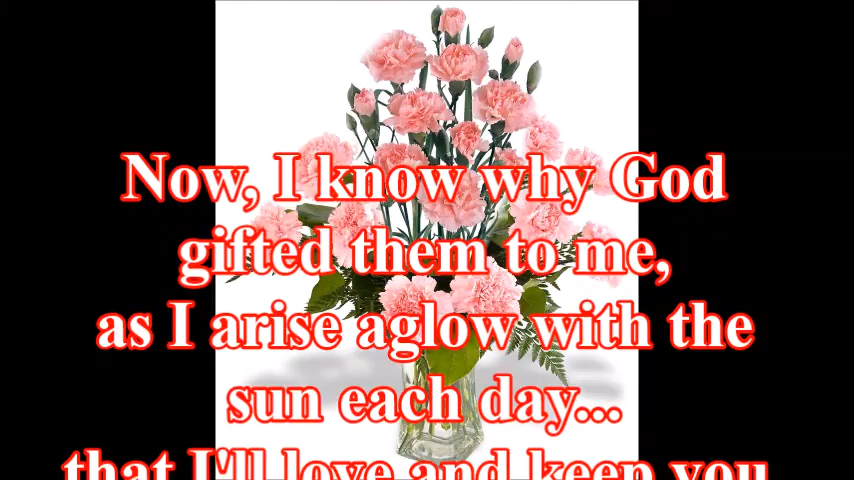 Now, I know why God
gifted them to me,
as I arise aglow with the
sun each day...
that I'll love and keep you